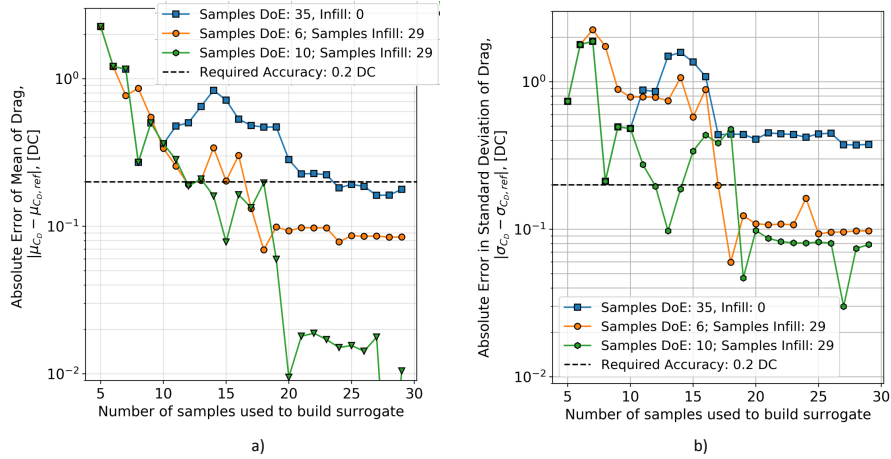 Samples DoE: 35, Infill: 0
Samples DoE: 6; Samples Infill: 29
Samples DoE: 10; Samples Infill: 29
Required Accuracy: 0.2 DC
Absolute Error of Mean of Drag,
|μ_{C_D} − μ_{C_D, ref}|, [DC]
10⁰
10⁻¹
10⁻²
5 10 15 20 25 30
Number of samples used to build surrogate
a)
Absolute Error in Standard Deviation of Drag,
|σ_{C_D} − σ_{C_D, ref}|, [DC]
10⁰
10⁻¹
10⁻²
Samples DoE: 35, Infill: 0
Samples DoE: 6; Samples Infill: 29
Samples DoE: 10; Samples Infill: 29
Required Accuracy: 0.2 DC
5 10 15 20 25 30
Number of samples used to build surrogate
b)